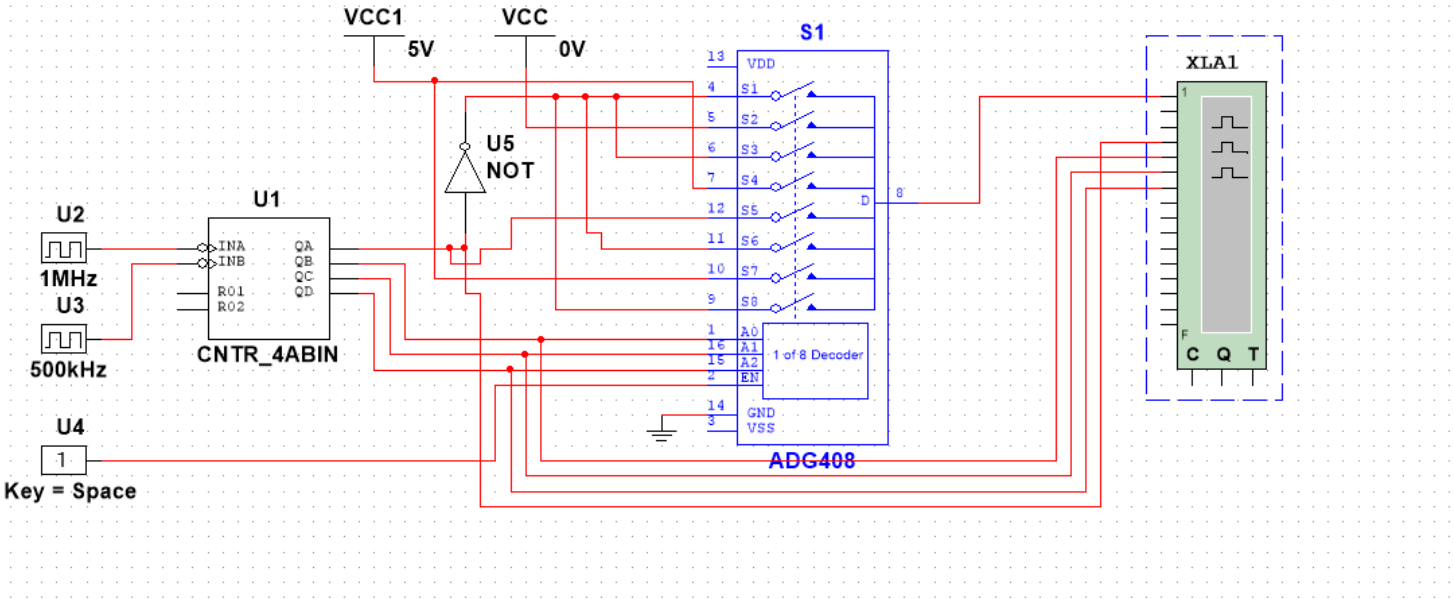 VCC1
5V
VCC
0V
S1
13 VDD
4 S1
5 S2
6 S3
7 S4
12 S5
11 S6
10 S7
9 S8
D 8
1 A0
16 A1
15 A2
2 EN
1 of 8 Decoder
14 GND
3 VSS
ADG408
U5
NOT
U1
INA QA
INB QB
QC
R01 QD
R02
CNTR_4ABIN
U2
1MHz
U3
500kHz
U4
1
Key = Space
XLA1
1
F
C Q T